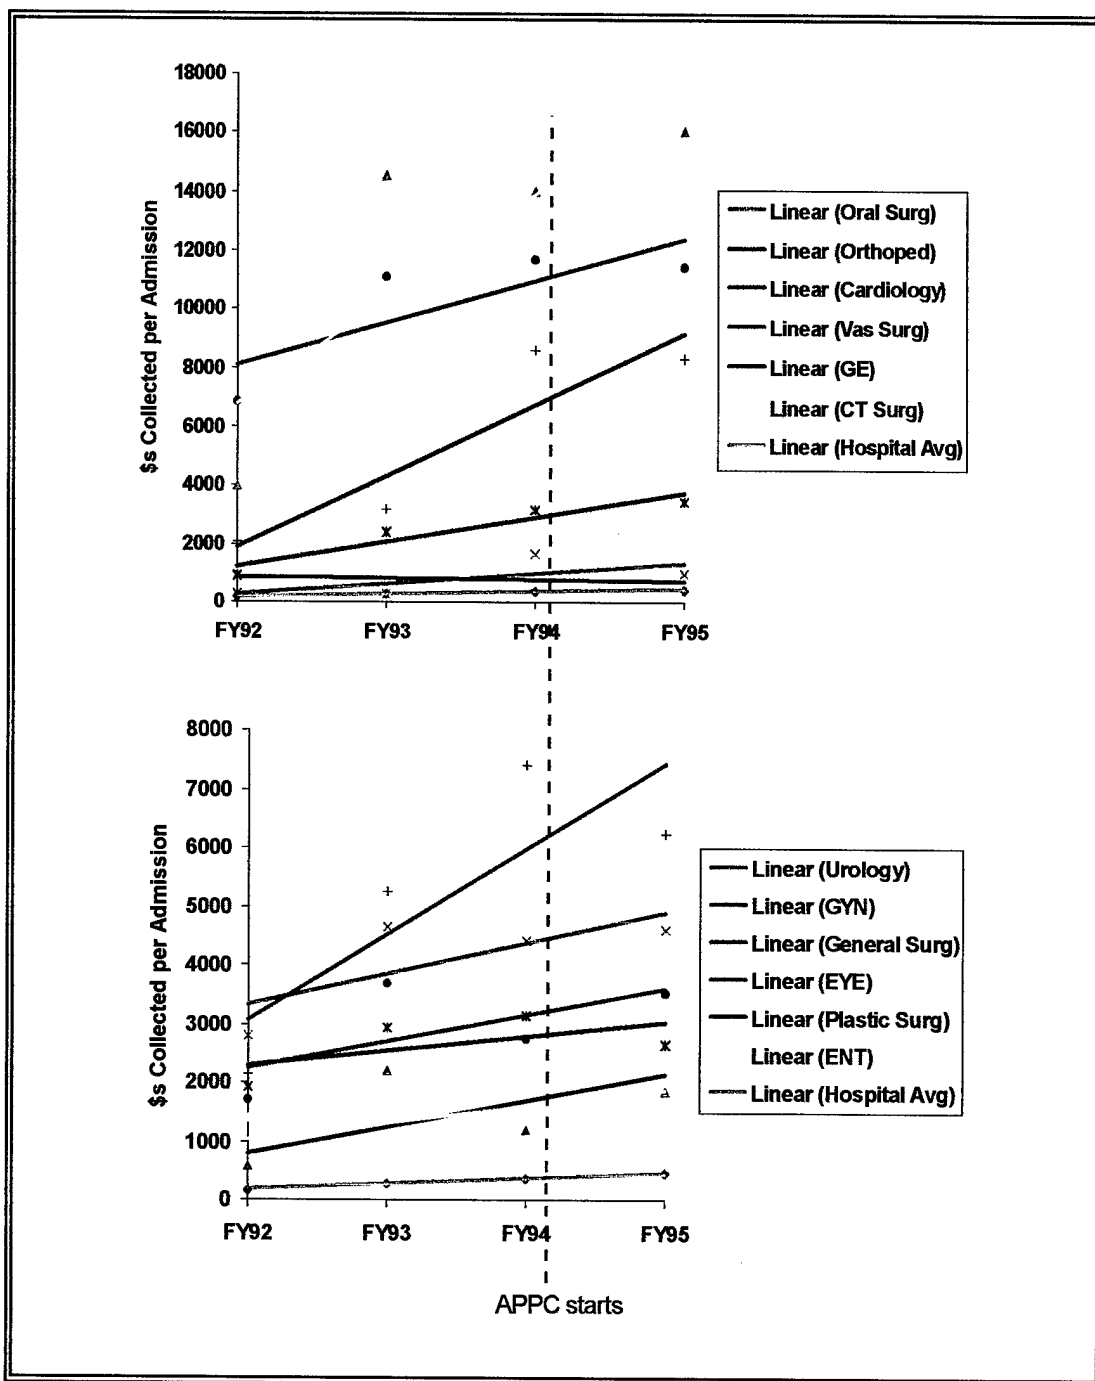 18000
16000
14000
12000
10000
8000
6000
4000
2000
0
$s Collected per Admission
FY92 FY93 FY94 FY95
Linear (Oral Surg)
Linear (Orthoped)
Linear (Cardiology)
Linear (Vas Surg)
Linear (GE)
Linear (CT Surg)
Linear (Hospital Avg)
8000
7000
6000
5000
4000
3000
2000
1000
0
$s Collected per Admission
FY92 FY93 FY94 FY95
Linear (Urology)
Linear (GYN)
Linear (General Surg)
Linear (EYE)
Linear (Plastic Surg)
Linear (ENT)
Linear (Hospital Avg)
APPC starts